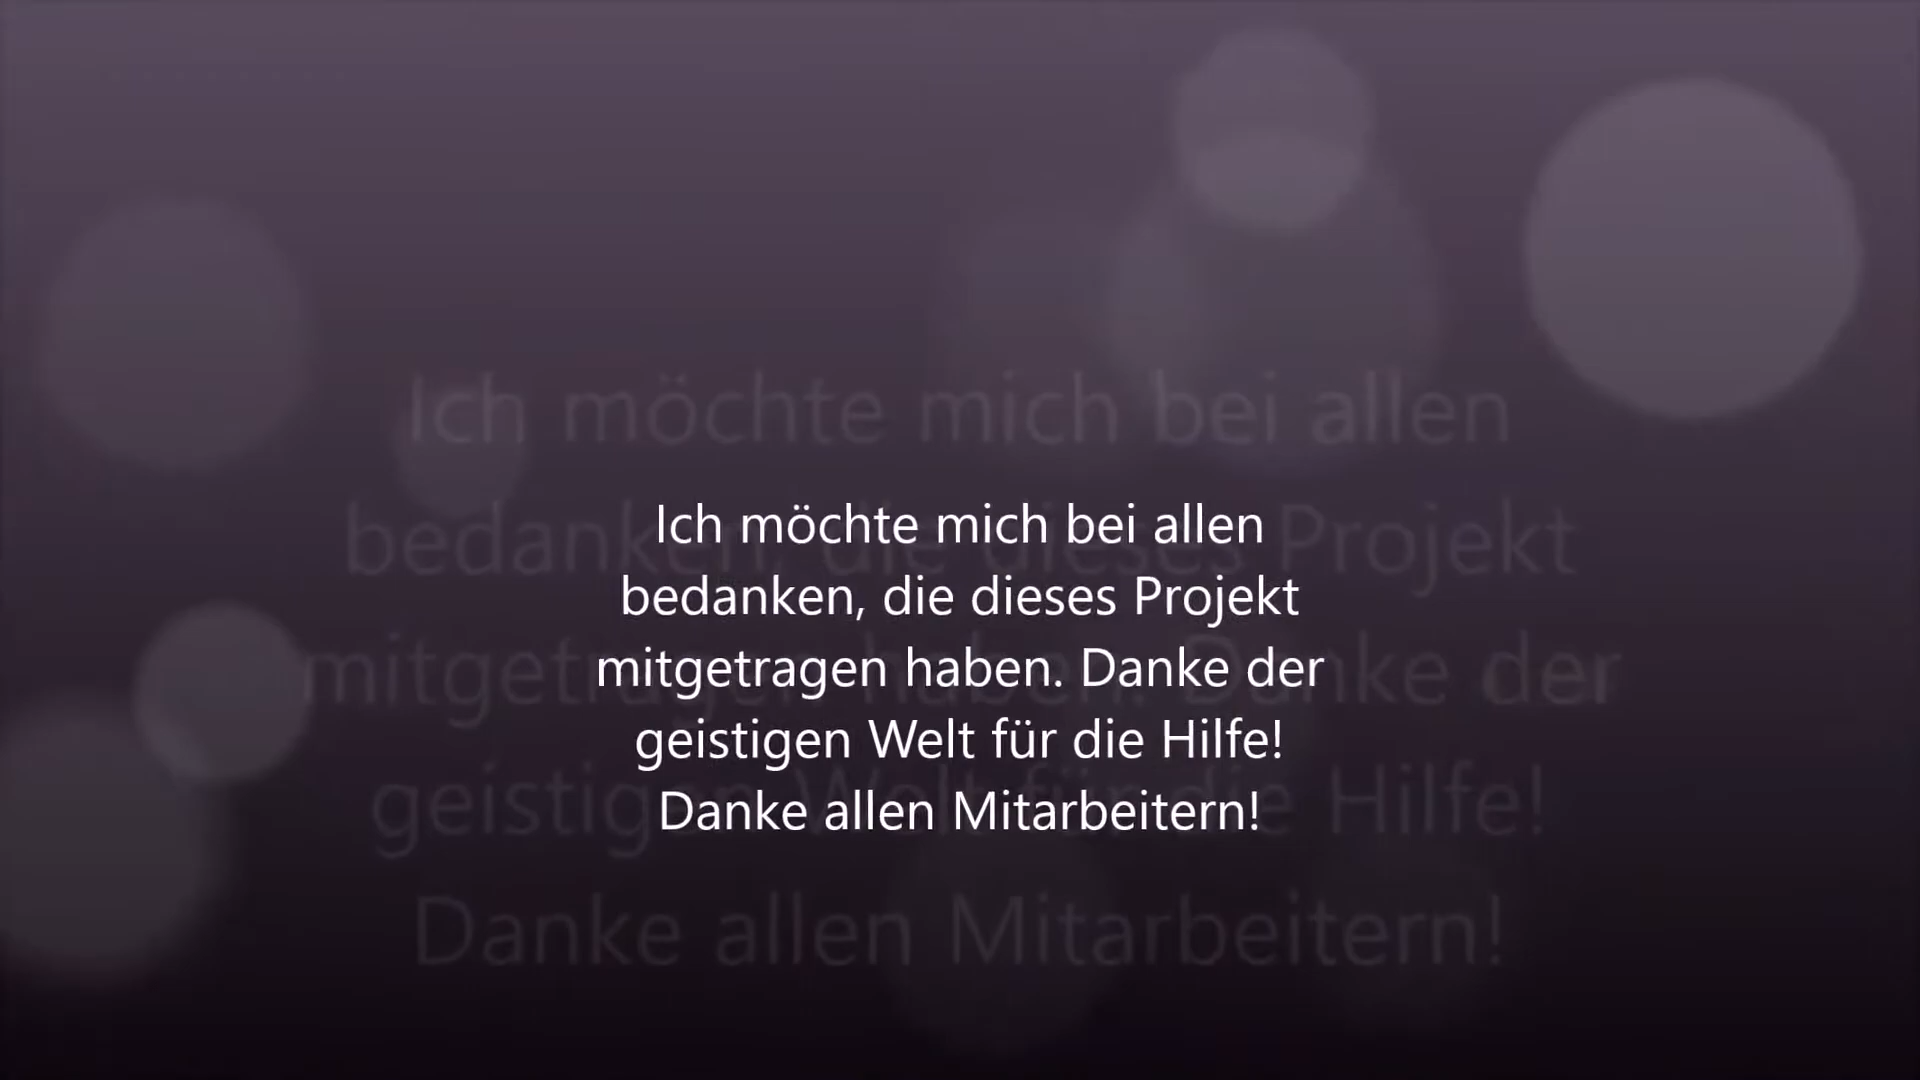 Ich möchte mich bei allen
bedanken, die dieses Projekt
mitgetragen haben. Danke der
geistigen Welt für die Hilfe!
Danke allen Mitarbeitern!